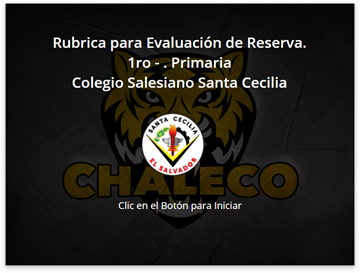 Rubrica para Evaluación de Reserva.
1ro - . Primaria
Colegio Salesiano Santa Cecilia
SANTA CECILIA
EL SALVADOR
CHALECO
Clic en el Botón para Iniciar